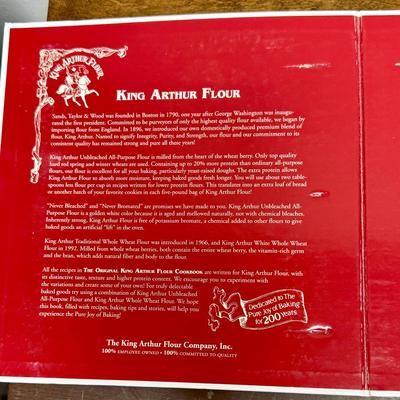 KING ARTHUR FLOUR
KING ARTHUR FLOUR
Sands, Taylor & Wood was founded in Boston in 1790, one year after George Washington was inaugu-
rated the first president. Committed to be purveyors of only the highest quality flour available, we began by
importing flour from England. In 1896, we introduced our own domestically produced premium blend of
flour, King Arthur. Named to signify Integrity, Purity, and Strength, our flour and our commitment to its
consistent quality has remained strong and pure all these years!
King Arthur Unbleached All-Purpose Flour is milled from the heart of the wheat berry. Only top quality
hard red spring and winter wheats are used. Containing up to 20% more protein than ordinary all-purpose
flours, our flour is excellent for all your baking, particularly yeast-raised doughs. The extra protein allows
King Arthur Flour to absorb more moisture, keeping baked goods fresh longer. You will use about two table-
spoons less flour per cup in recipes written for lower protein flours. This translates into an extra loaf of bread
or another batch of your favorite cookies in each five-pound bag of King Arthur Flour!
"Never Bleached" and "Never Bromated" are promises we have made to you. King Arthur Unbleached All-
Purpose Flour is a golden white color because it is aged and mellowed naturally, not with chemical bleaches.
Inherently strong, King Arthur Flour is free of potassium bromate, a chemical added to other flours to give
baked goods an artificial "lift" in the oven.
King Arthur Traditional Whole Wheat Flour was introduced in 1966, and King Arthur White Whole Wheat
Flour in 1992. Milled from whole wheat berries, both contain the entire wheat berry, the vitamin-rich germ
and the bran, which adds natural fiber and body to the flour.
All the recipes in THE ORIGINAL KING ARTHUR FLOUR COOKBOOK are written for King Arthur Flour, with
its distinctive taste, texture and higher protein content. We encourage you to experiment with
the variations and create some of your own! For truly delectable
baked goods try using a combination of King Arthur Unbleached
All-Purpose Flour and King Arthur Whole Wheat Flour. We hope
this book, filled with recipes, baking tips and stories, will help you
experience the Pure Joy of Baking!
Dedicated to The
Pure Joy of Baking
for 200 Years
The King Arthur Flour Company, Inc.
100% EMPLOYEE OWNED • 100% COMMITTED TO QUALITY